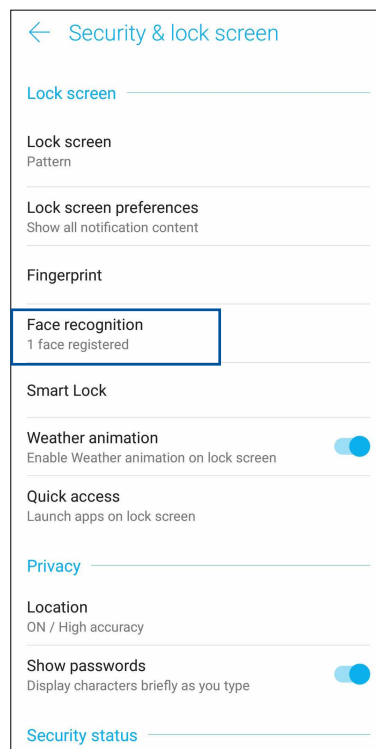 Security & lock screen
Lock screen
Lock screen
Pattern
Lock screen preferences
Show all notification content
Fingerprint
Face recognition
1 face registered
Smart Lock
Weather animation
Enable Weather animation on lock screen
Quick access
Launch apps on lock screen
Privacy
Location
ON / High accuracy
Show passwords
Display characters briefly as you type
Security status